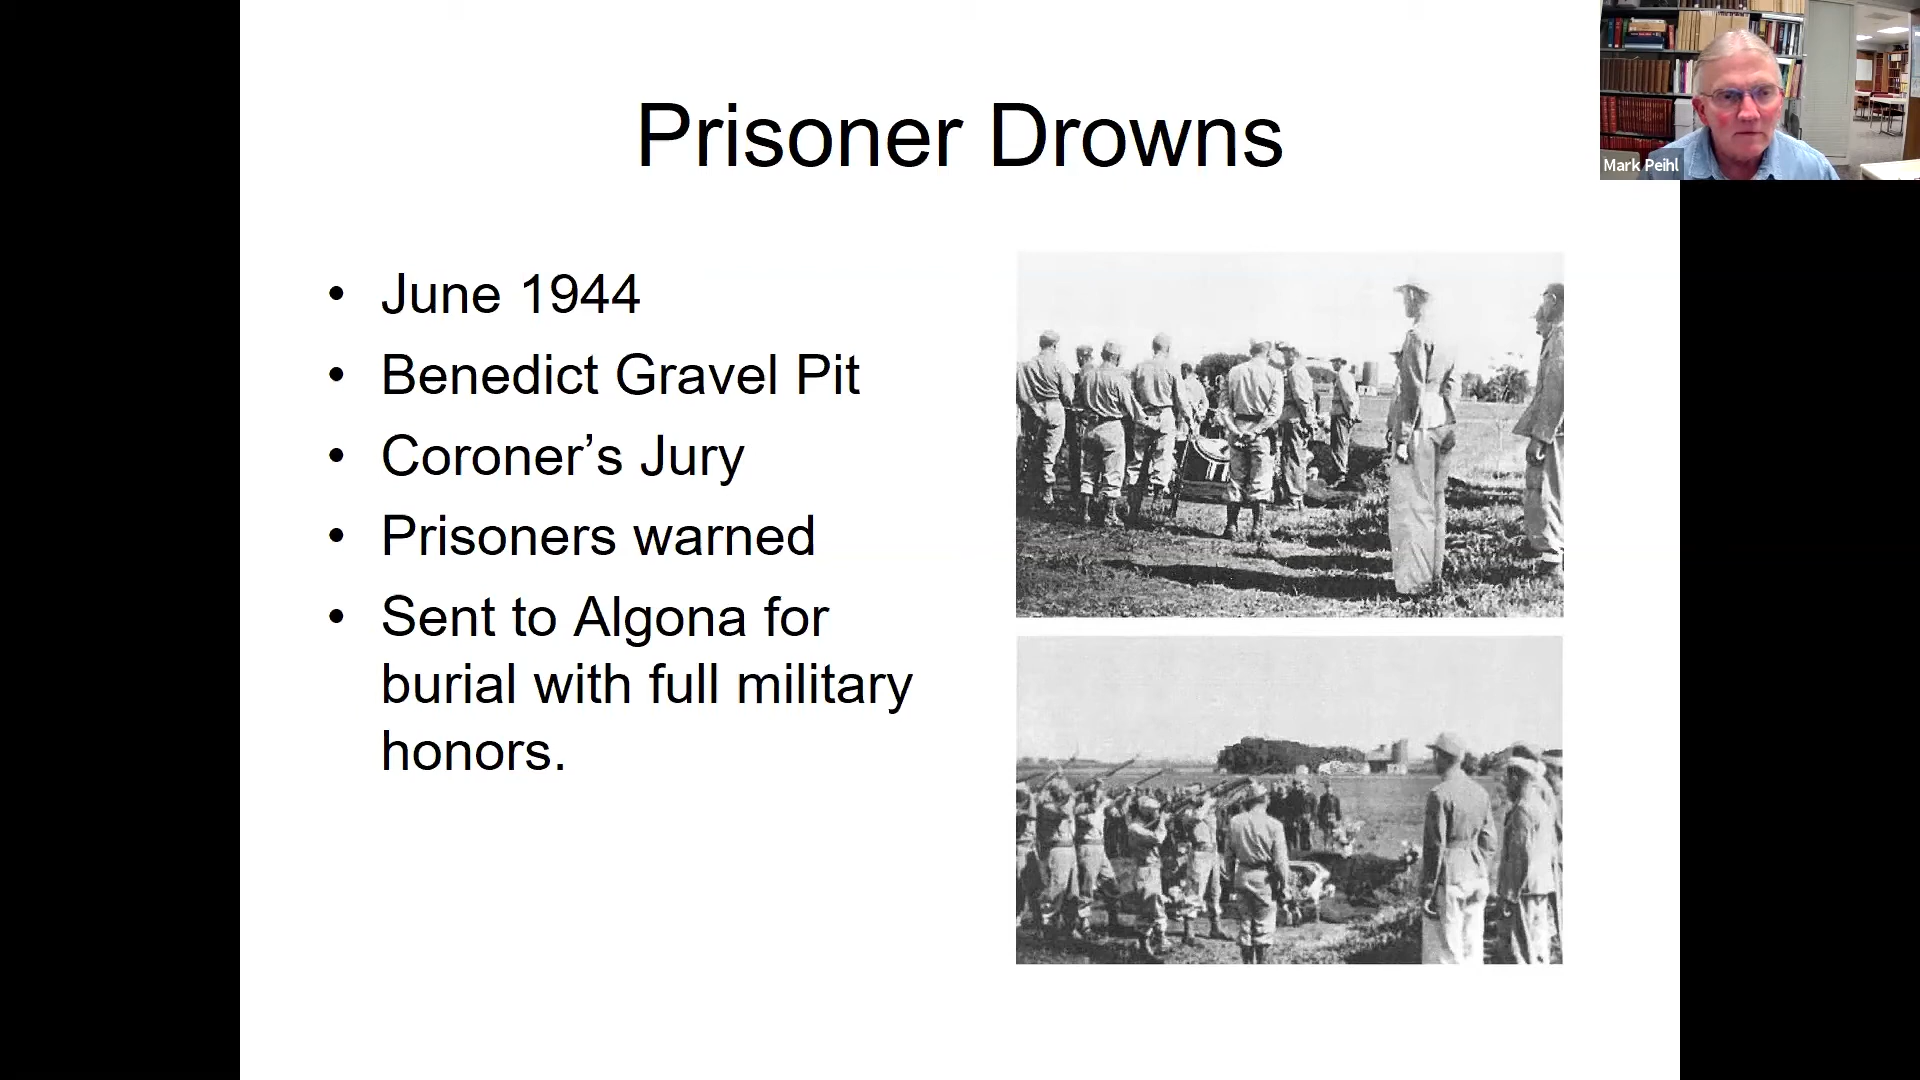 Prisoner Drowns
Mark Peihl
• June 1944
• Benedict Gravel Pit
• Coroner’s Jury
• Prisoners warned
• Sent to Algona for
burial with full military
honors.